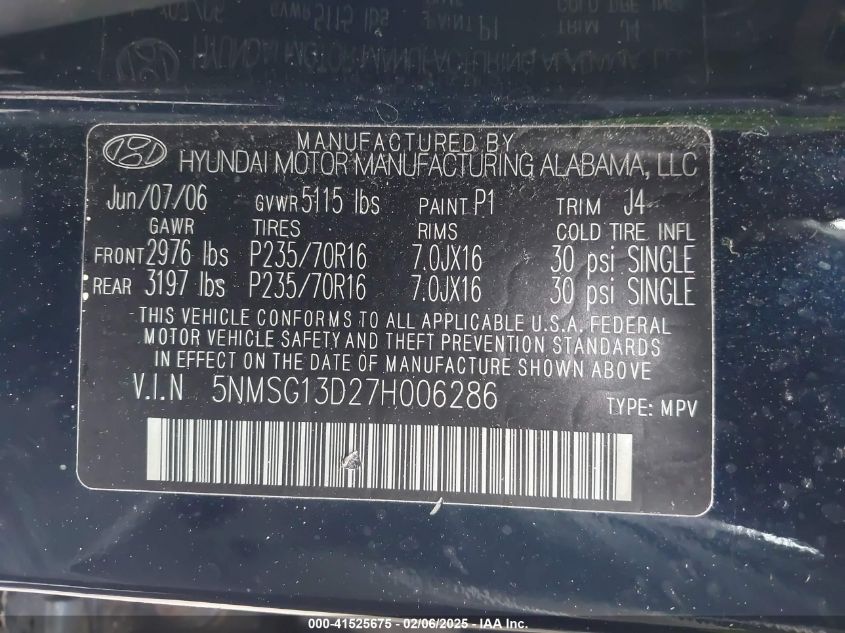 MANUFACTURED BY
HYUNDAI MOTOR MANUFACTURING ALABAMA, LLC
Jun/07/06 GVWR 5115 lbs PAINT P1 TRIM J4
GAWR TIRES RIMS COLD TIRE INFL
FRONT 2976 lbs P235/70R16 7.0JX16 30 psi SINGLE
REAR 3197 lbs P235/70R16 7.0JX16 30 psi SINGLE
THIS VEHICLE CONFORMS TO ALL APPLICABLE U.S.A. FEDERAL
MOTOR VEHICLE SAFETY AND THEFT PREVENTION STANDARDS
IN EFFECT ON THE DATE OF MANUFACTURE SHOWN ABOVE
V.I.N 5NMSG13D27H006286 TYPE: MPV
000-41525675 - 02/06/2025 - IAA Inc.